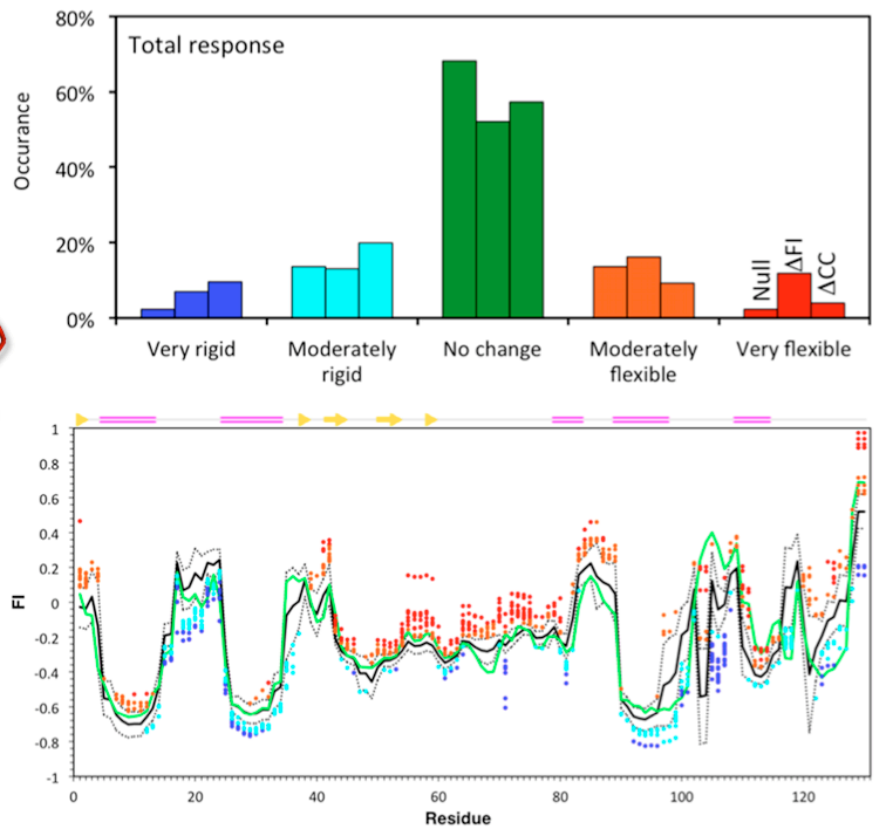 80%
Total response
60%
Occurance
40%
20%
Null
ΔFI
ΔCC
0%
Very rigid
Moderately
rigid
No change
Moderately
flexible
Very flexible
1
0.8
0.6
0.4
0.2
FI
0
-0.2
-0.4
-0.6
-0.8
-1
0 20 40 60 80 100 120
Residue